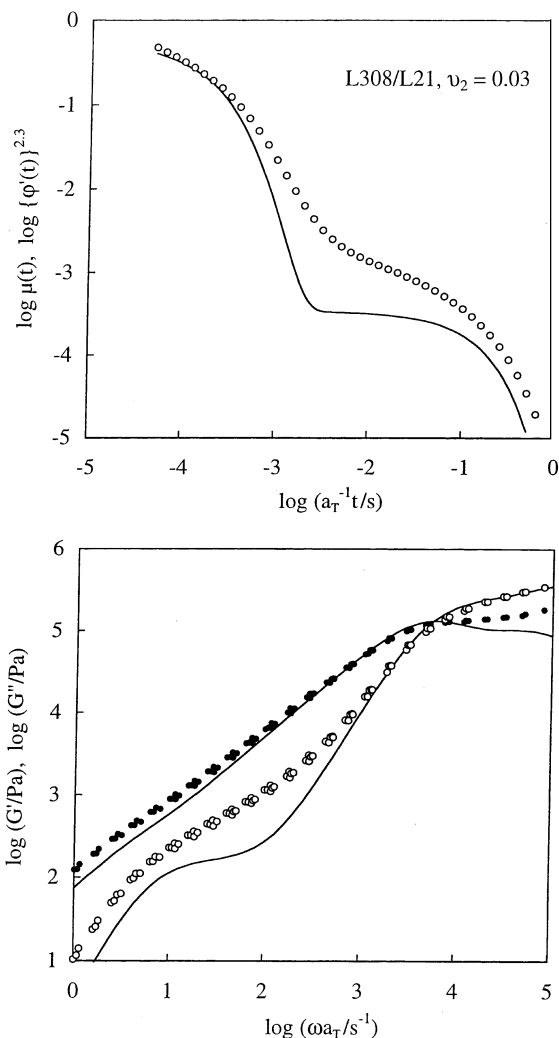 0
-1
-2
-3
-4
-5
log μ(t), log {φ'(t)}^2.3
L308/L21, υ₂ = 0.03
-5 -4 -3 -2 -1 0
log (a_T⁻¹t/s)
6
5
4
3
2
1
log (G'/Pa), log (G''/Pa)
0 1 2 3 4 5
log (ωa_T/s⁻¹)